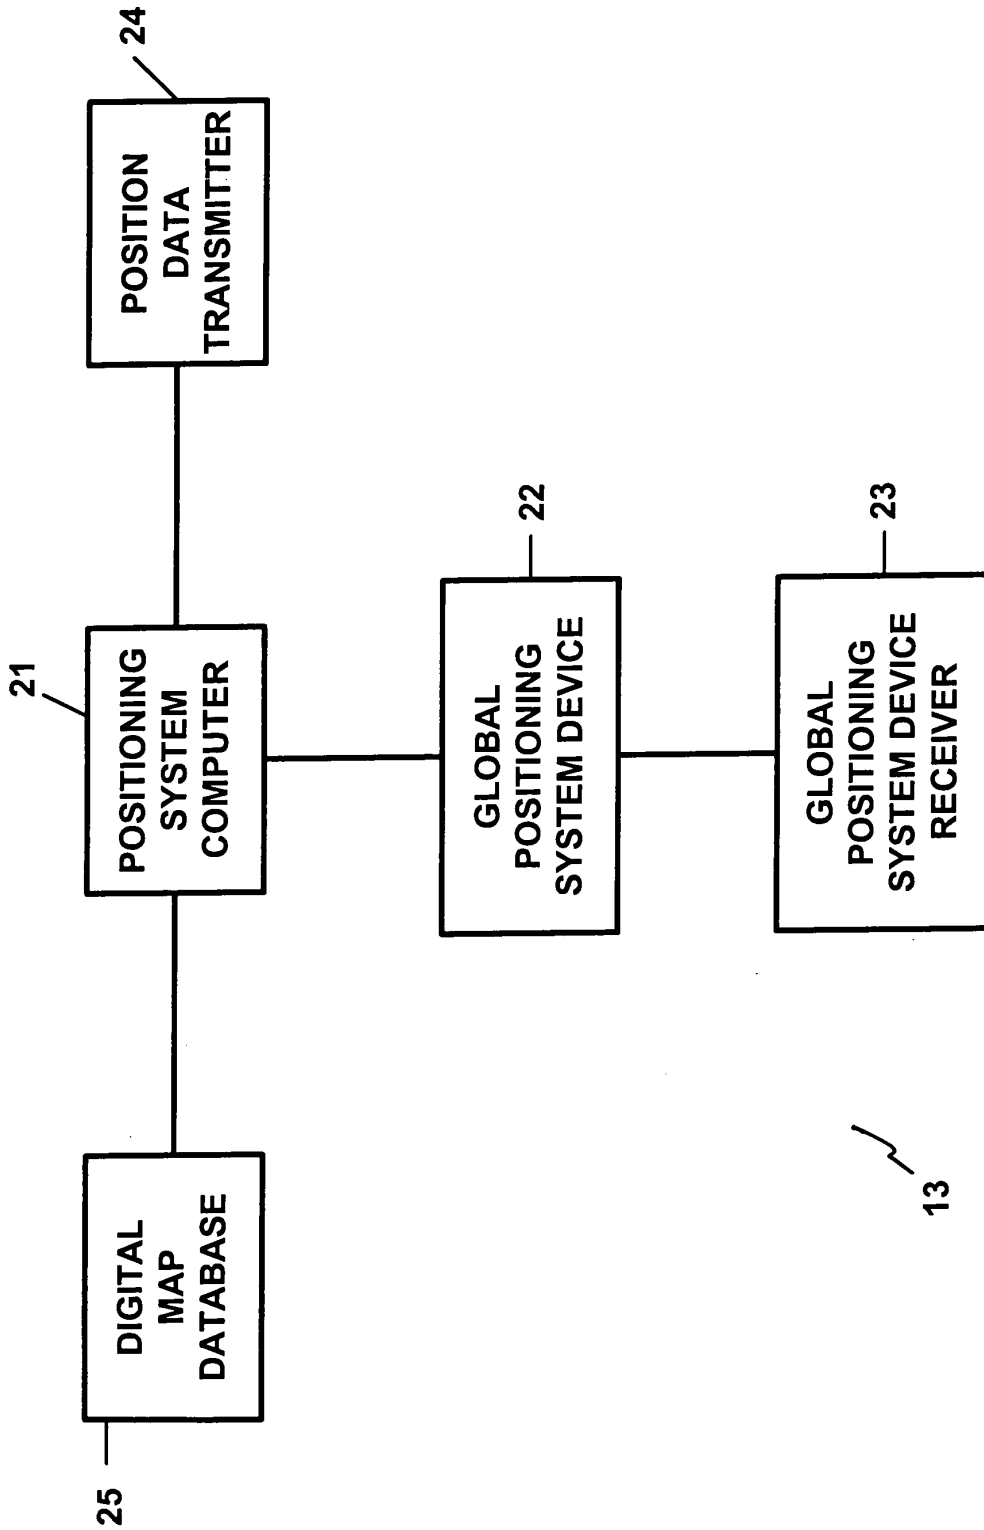 25
DIGITAL
MAP
DATABASE
21
POSITIONING
SYSTEM
COMPUTER
24
POSITION
DATA
TRANSMITTER
22
GLOBAL
POSITIONING
SYSTEM DEVICE
23
GLOBAL
POSITIONING
SYSTEM DEVICE
RECEIVER
13